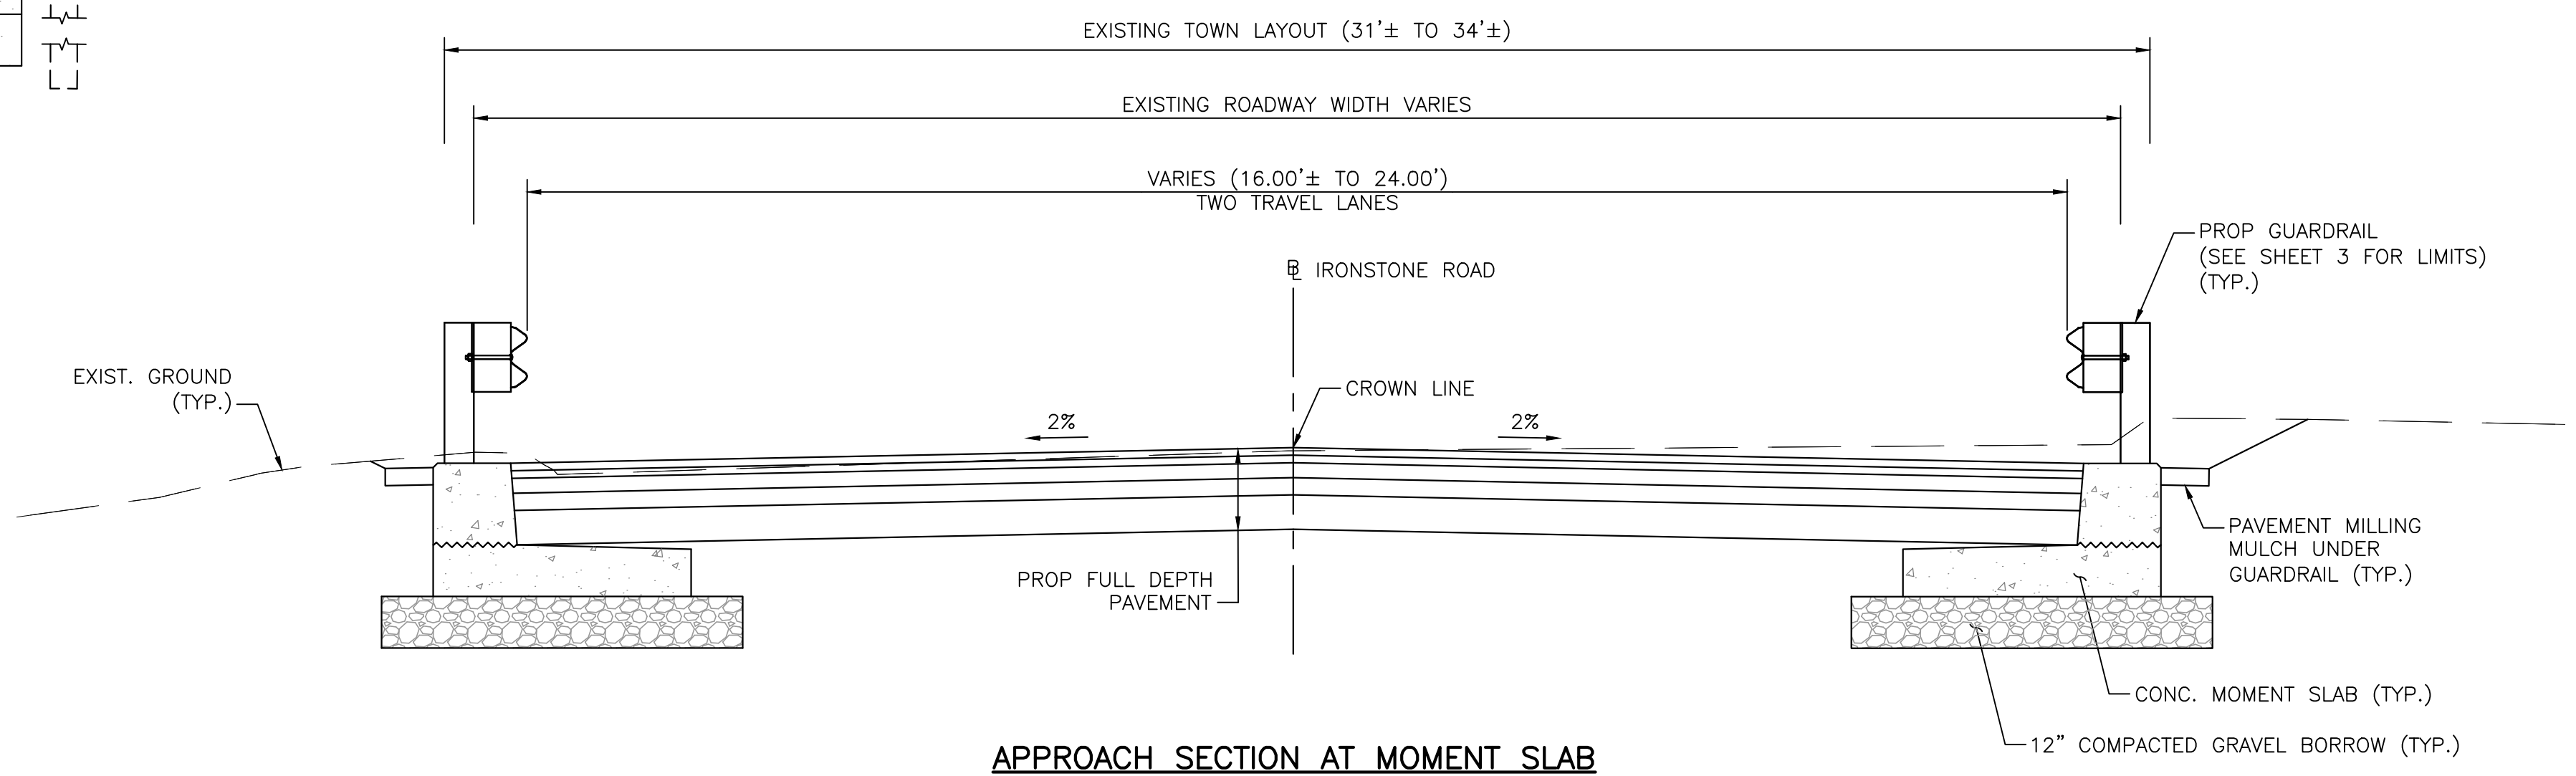 EXISTING TOWN LAYOUT (31'± TO 34'±)
EXISTING ROADWAY WIDTH VARIES
VARIES (16.00'± TO 24.00')
TWO TRAVEL LANES
PROP GUARDRAIL
(SEE SHEET 3 FOR LIMITS)
(TYP.)
℄ IRONSTONE ROAD
EXIST. GROUND
(TYP.)
CROWN LINE
2%
2%
PAVEMENT MILLING
MULCH UNDER
GUARDRAIL (TYP.)
PROP FULL DEPTH
PAVEMENT
CONC. MOMENT SLAB (TYP.)
12" COMPACTED GRAVEL BORROW (TYP.)
APPROACH SECTION AT MOMENT SLAB